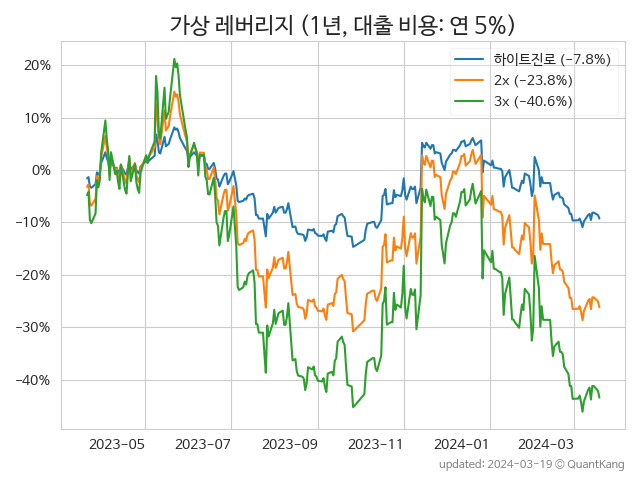 가상 레버리지 (1년, 대출 비용: 연 5%)
하이트진로 (−7.8%)
2x (−23.8%)
3x (−40.6%)
20%
10%
0%
−10%
−20%
−30%
−40%
2023-05
2023-07
2023-09
2023-11
2024-01
2024-03
updated: 2024-03-19 © QuantKang